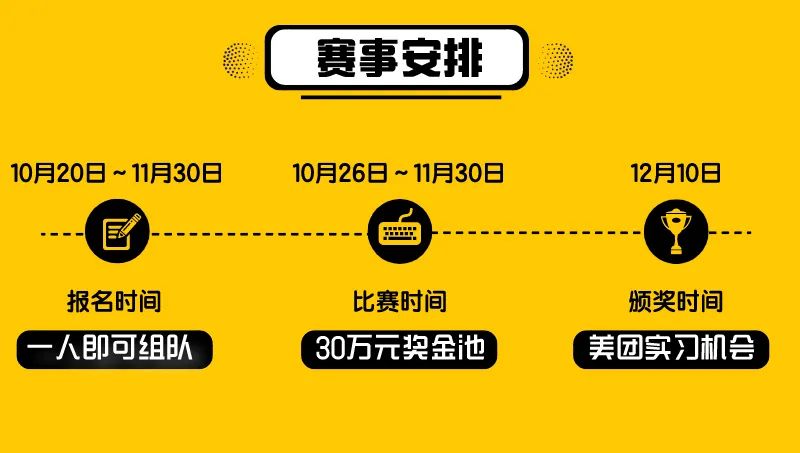 赛事安排
10月20日~11月30日
10月26日~11月30日
12月10日
报名时间
比赛时间
颁奖时间
一人即可组队
30万元奖金池
美团实习机会